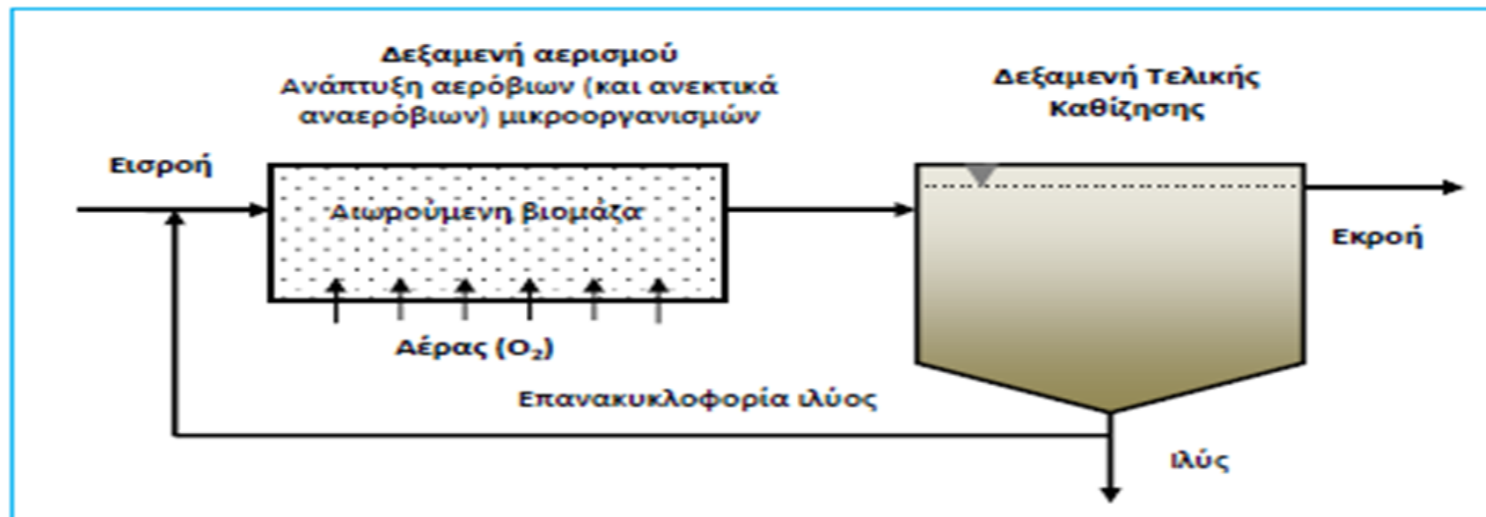 Δεξαμενή αερισμού
Ανάπτυξη αερόβιων (και ανεκτικά
αναερόβιων) μικροοργανισμών
Δεξαμενή Τελικής
Καθίζησης
Εισροή
Αιωρούμενη βιομάζα
Εκροή
Αέρας (O₂)
Επανακυκλοφορία ιλύος
Ιλύς